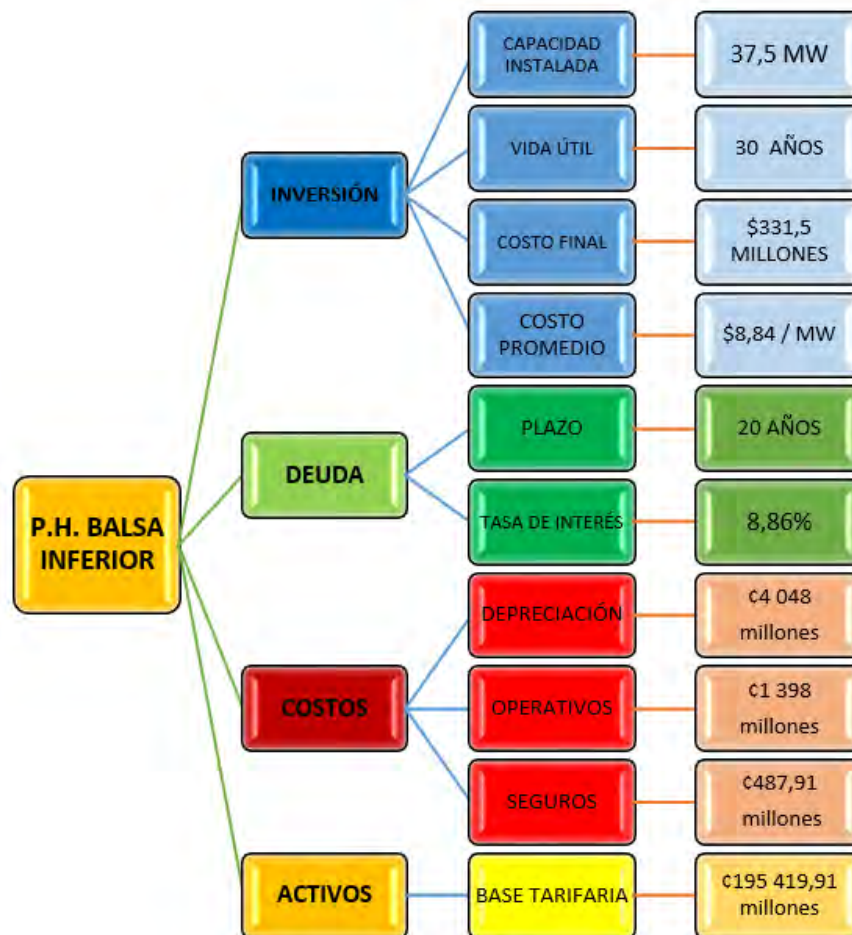 CAPACIDAD
INSTALADA
37,5 MW
VIDA ÚTIL
30 AÑOS
INVERSIÓN
COSTO FINAL
$331,5
MILLONES
COSTO
PROMEDIO
$8,84 / MW
PLAZO
20 AÑOS
DEUDA
TASA DE INTERÉS
8,86%
P.H. BALSA
INFERIOR
DEPRECIACIÓN
¢4 048
millones
COSTOS
OPERATIVOS
¢1 398
millones
SEGUROS
¢487,91
millones
ACTIVOS
BASE TARIFARIA
¢195 419,91
millones